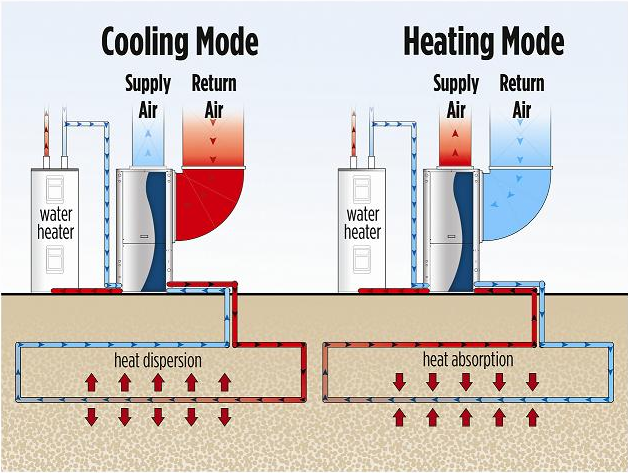 Cooling Mode
Supply Air
Return Air
water heater
heat dispersion
Heating Mode
Supply Air
Return Air
water heater
heat absorption